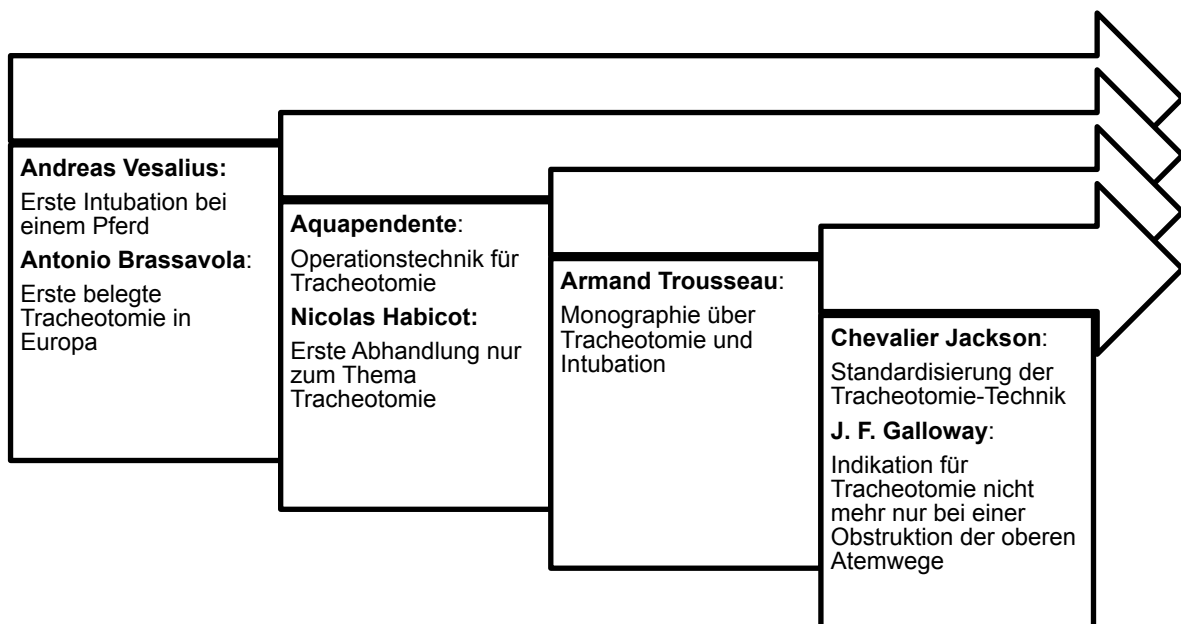 Andreas Vesalius:
Erste Intubation bei
einem Pferd
Antonio Brassavola:
Erste belegte
Tracheotomie in
Europa
Aquapendente:
Operationstechnik für
Tracheotomie
Nicolas Habicot:
Erste Abhandlung nur
zum Thema
Tracheotomie
Armand Trousseau:
Monographie über
Tracheotomie und
Intubation
Chevalier Jackson:
Standardisierung der
Tracheotomie-Technik
J. F. Galloway:
Indikation für
Tracheotomie nicht
mehr nur bei einer
Obstruktion der oberen
Atemwege